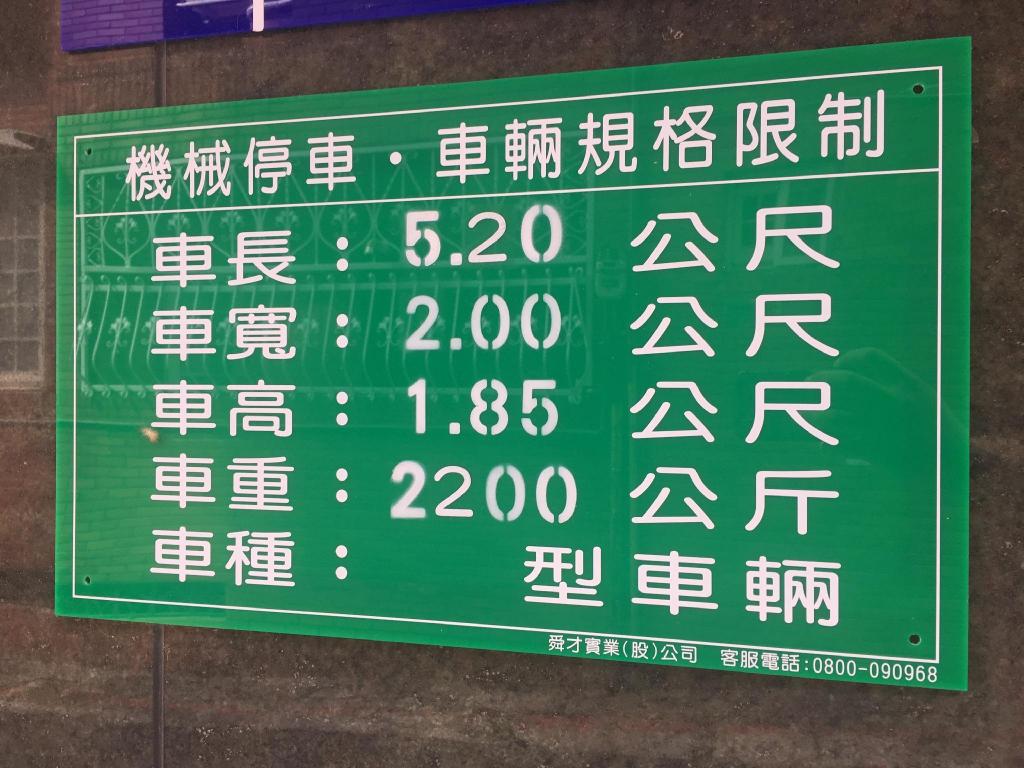 機械停車・車輛規格限制
車長：5.20 公尺
車寬：2.00 公尺
車高：1.85 公尺
車重：2200 公斤
車種： 型車輛
舜才實業(股)公司 客服電話:0800-090968